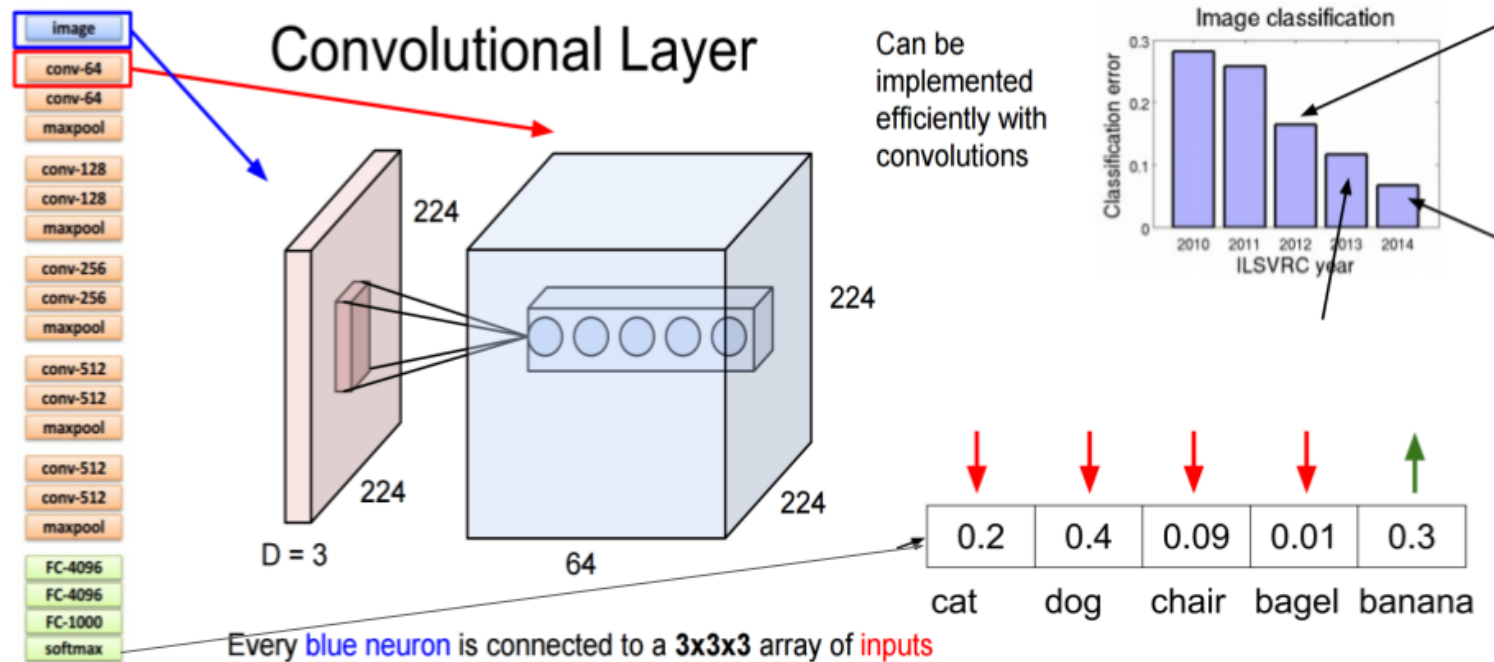 image
conv-64
conv-64
maxpool
conv-128
conv-128
maxpool
conv-256
conv-256
maxpool
conv-512
conv-512
maxpool
conv-512
conv-512
maxpool
FC-4096
FC-4096
FC-1000
softmax
Convolutional Layer
224
224
D = 3
224
224
64
Every blue neuron is connected to a 3x3x3 array of inputs
Can be
implemented
efficiently with
convolutions
Image classification
Classification error
0.3
0.2
0.1
0
2010 2011 2012 2013 2014
ILSVRC year
0.2 0.4 0.09 0.01 0.3
cat dog chair bagel banana